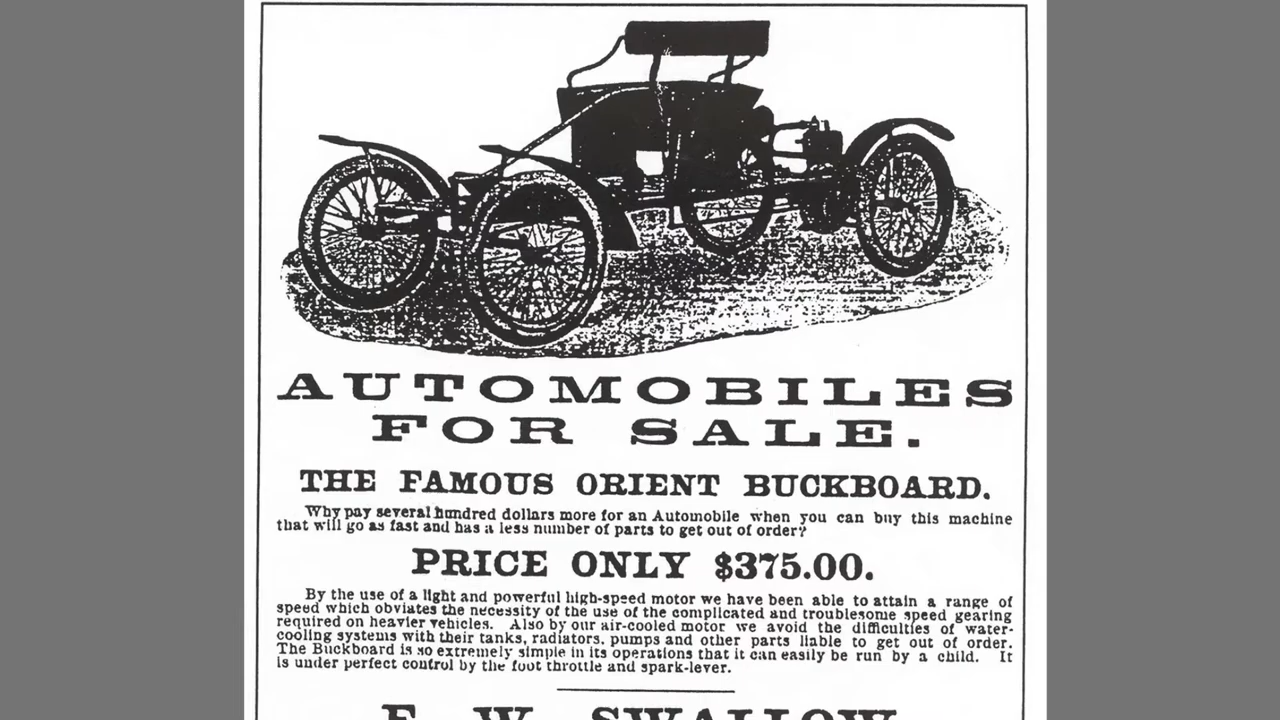 AUTOMOBILES
FOR SALE.
THE FAMOUS ORIENT BUCKBOARD.
Why pay several hundred dollars more for an Automobile when you can buy this machine
that will go as fast and has a less number of parts to get out of order?
PRICE ONLY $375.00.
By the use of a light and powerful high-speed motor we have been able to attain a range of
speed which obviates the necessity of the use of the complicated and troublesome speed gearing
required on heavier vehicles. Also by our air-cooled motor we avoid the difficulties of water-
cooling systems with their tanks, radiators, pumps and other parts liable to get out of order.
The Buckboard is so extremely simple in its operations that it can easily be run by a child. It
is under perfect control by the foot throttle and spark-lever.
F. W. SWALLOW